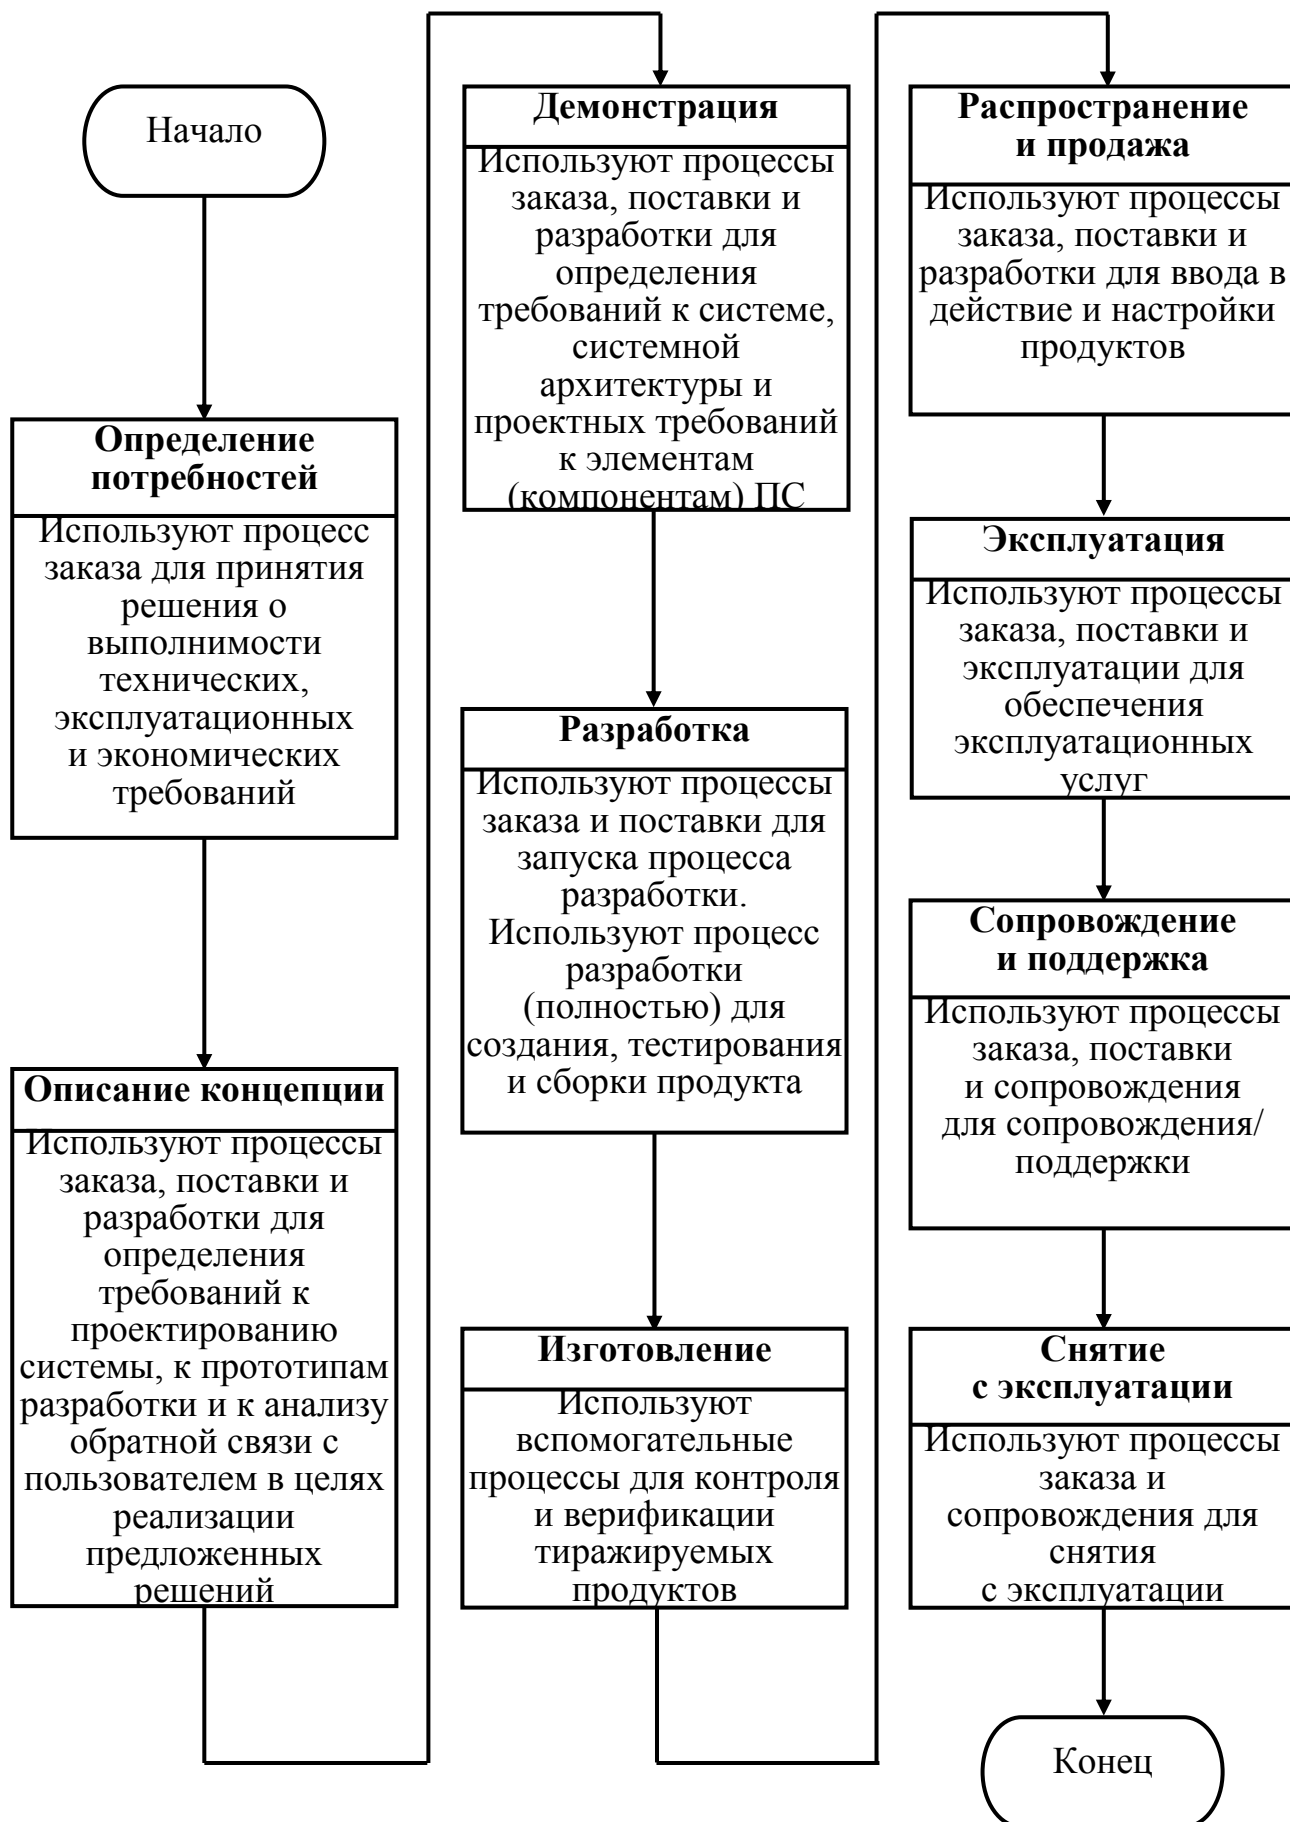 Начало
Определение
потребностей
Используют процесс
заказа для принятия
решения о
выполнимости
технических,
эксплуатационных
и экономических
требований
Описание концепции
Используют процессы
заказа, поставки и
разработки для
определения
требований к
проектированию
системы, к прототипам
разработки и к анализу
обратной связи с
пользователем в целях
реализации
предложенных
решений
Демонстрация
Используют процессы
заказа, поставки и
разработки для
определения
требований к системе,
системной
архитектуры и
проектных требований
к элементам
(компонентам) ПС
Разработка
Используют процессы
заказа и поставки для
запуска процесса
разработки.
Используют процесс
разработки
(полностью) для
создания, тестирования
и сборки продукта
Изготовление
Используют
вспомогательные
процессы для контроля
и верификации
тиражируемых
продуктов
Распространение
и продажа
Используют процессы
заказа, поставки и
разработки для ввода в
действие и настройки
продуктов
Эксплуатация
Используют процессы
заказа, поставки и
эксплуатации для
обеспечения
эксплуатационных
услуг
Сопровождение
и поддержка
Используют процессы
заказа, поставки
и сопровождения
для сопровождения/
поддержки
Снятие
с эксплуатации
Используют процессы
заказа и
сопровождения для
снятия
с эксплуатации
Конец